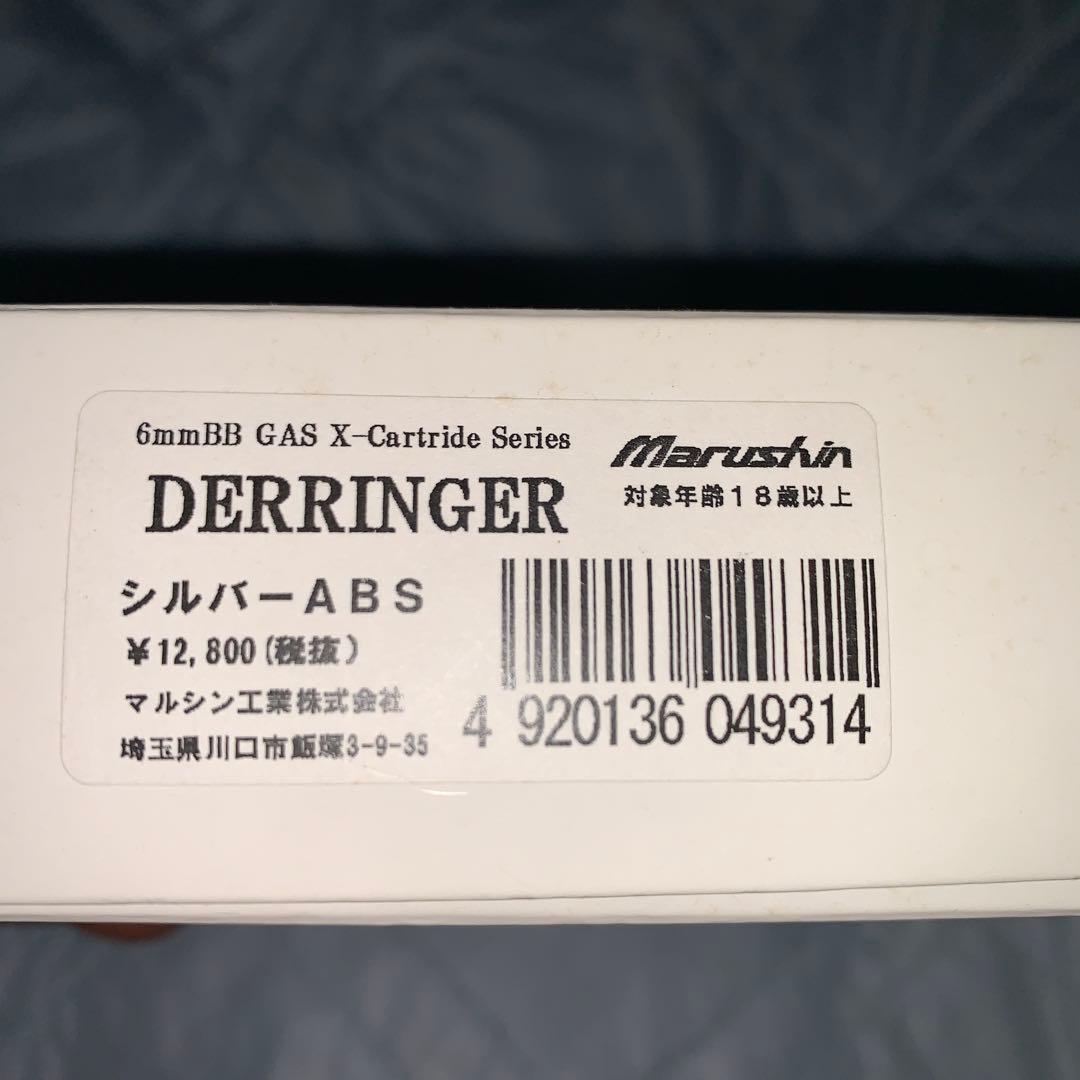 6mmBB GAS X-Cartride Series
Marushin
DERRINGER
対象年齢18歳以上
シルバーABS
¥12,800(税抜)
マルシン工業株式会社
埼玉県川口市飯塚3-9-35
4 920136 049314